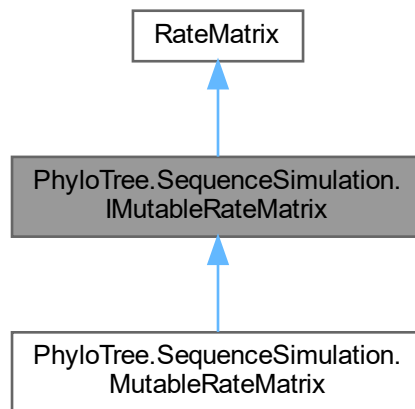 RateMatrix
PhyloTree.SequenceSimulation.
IMutableRateMatrix
PhyloTree.SequenceSimulation.
MutableRateMatrix